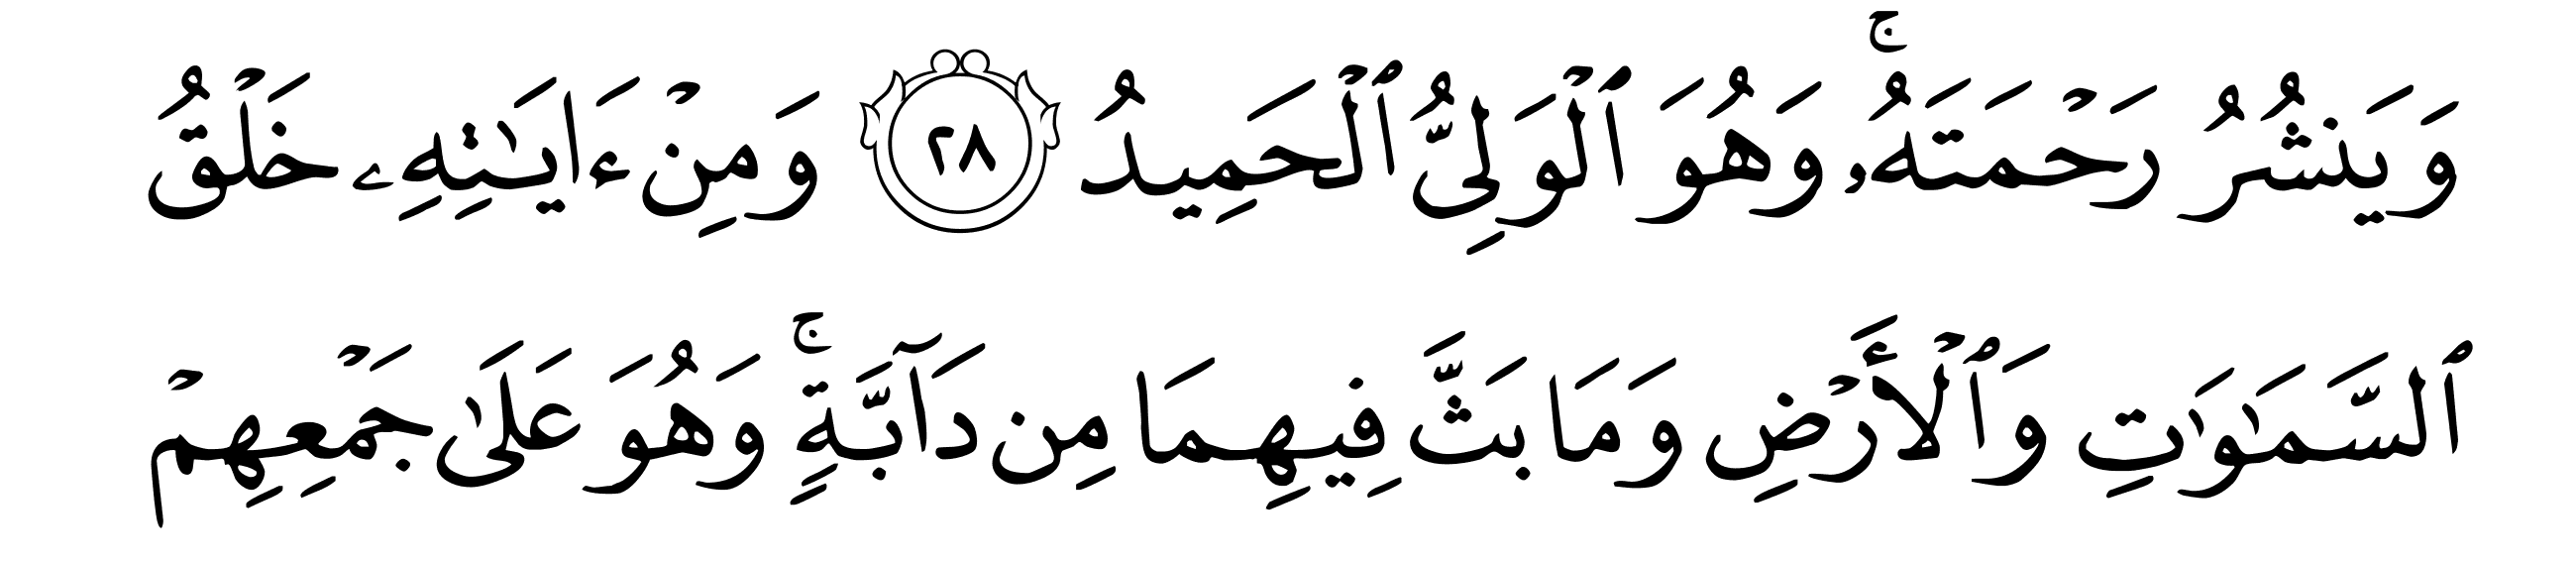 وَيَنشُرُ رَحْمَتَهُۥۚ وَهُوَ ٱلْوَلِىُّ ٱلْحَمِيدُ ٢٨ وَمِنْ ءَايَـٰتِهِۦ خَلْقُ
ٱلسَّمَـٰوَٰتِ وَٱلْأَرْضِ وَمَا بَثَّ فِيهِمَا مِن دَآبَّةٍۚ وَهُوَ عَلَىٰ جَمْعِهِمْ